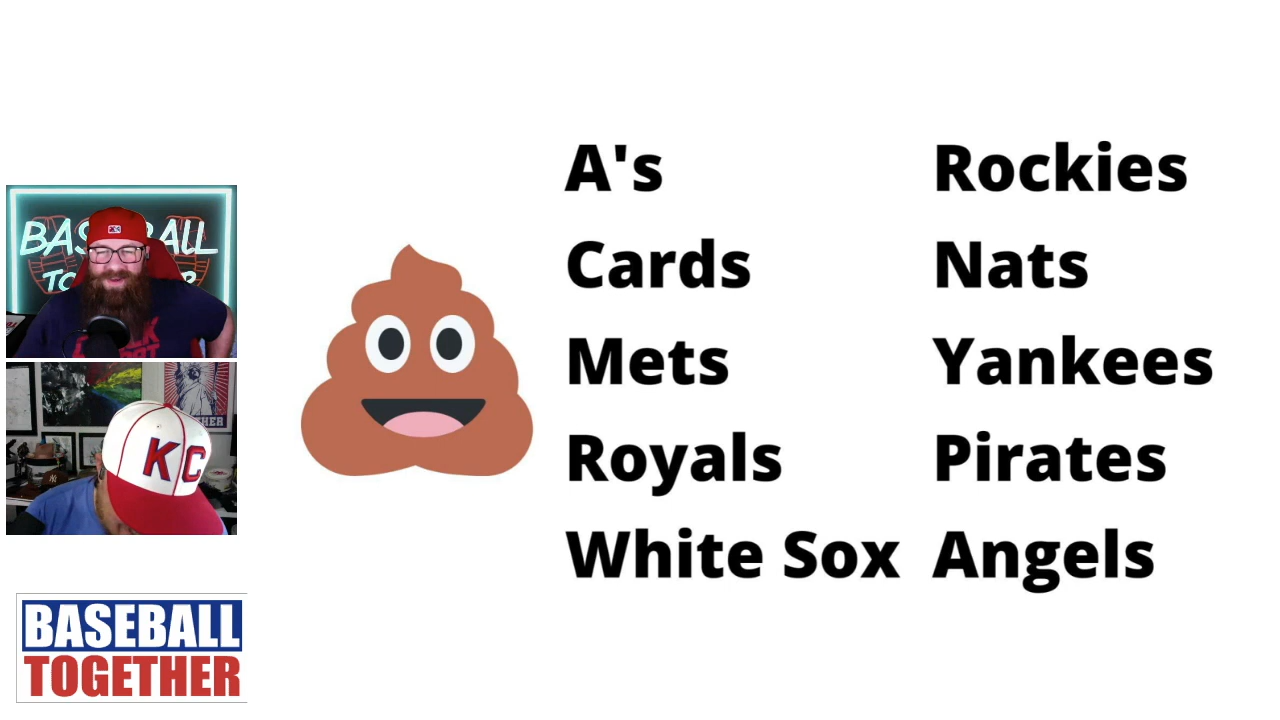 A's
Cards
Mets
Royals
White Sox
Rockies
Nats
Yankees
Pirates
Angels
KC
BASEBALL
TOGETHER